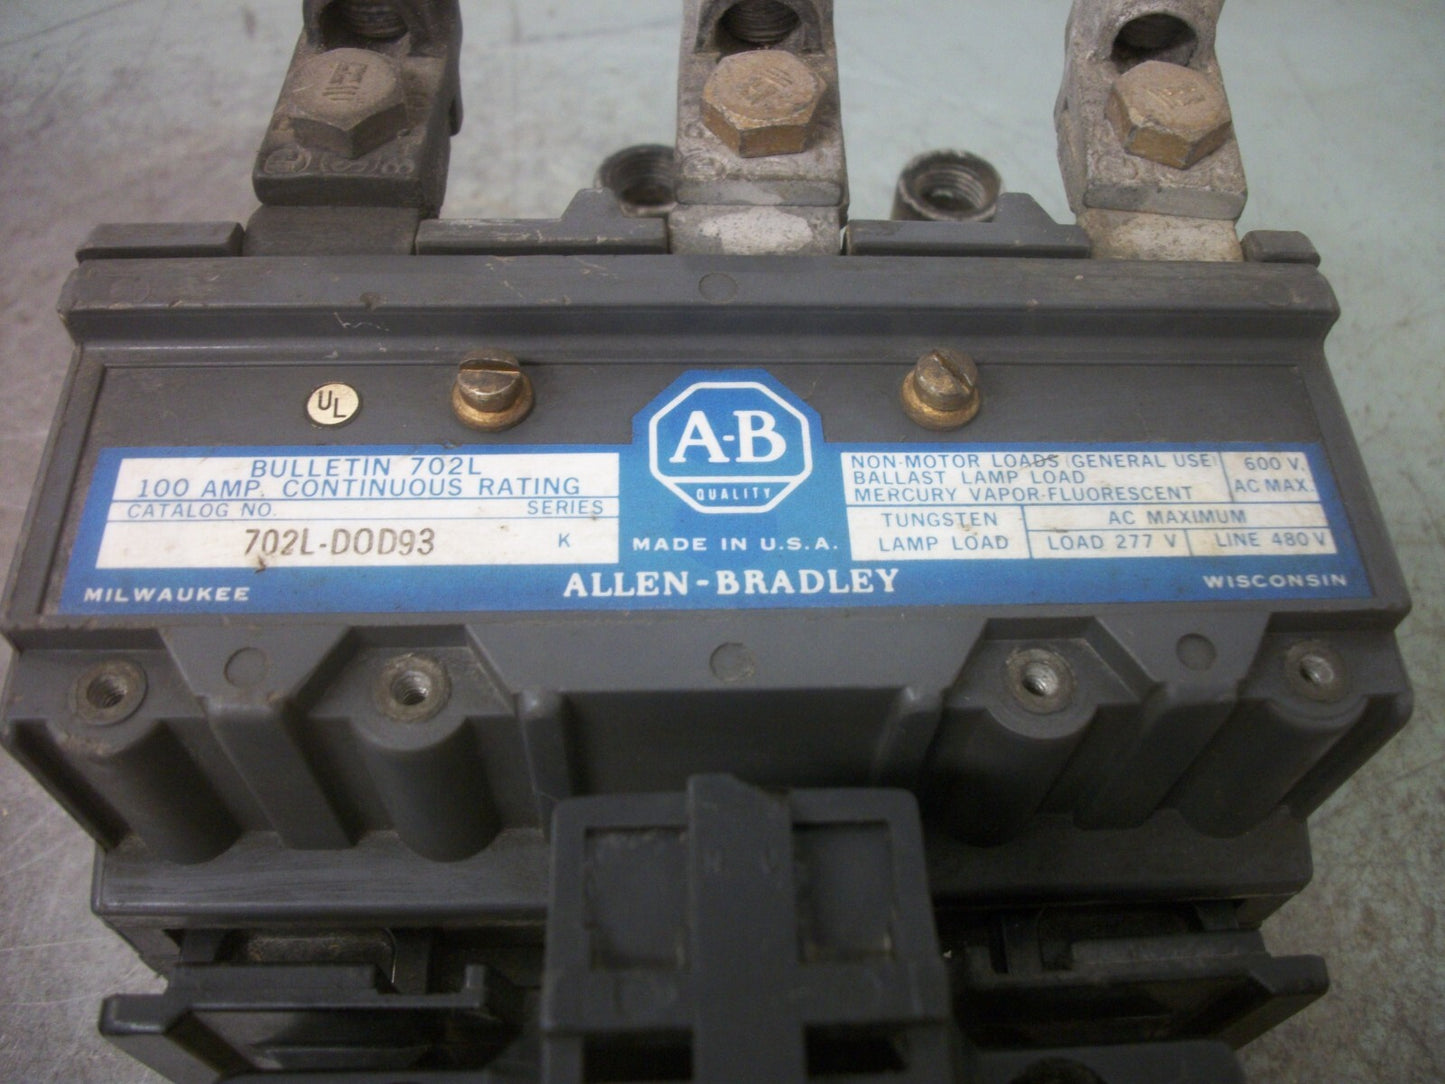 UL
A-B
QUALITY
MADE IN U.S.A.
BULLETIN 702L
100 AMP. CONTINUOUS RATING
CATALOG NO. SERIES
702L-DOD93 K
NON-MOTOR LOADS (GENERAL USE)
BALLAST LAMP LOAD
MERCURY VAPOR-FLUORESCENT
600 V.
AC MAX.
TUNGSTEN
LAMP LOAD
AC MAXIMUM
LOAD 277 V LINE 480 V
MILWAUKEE ALLEN-BRADLEY WISCONSIN